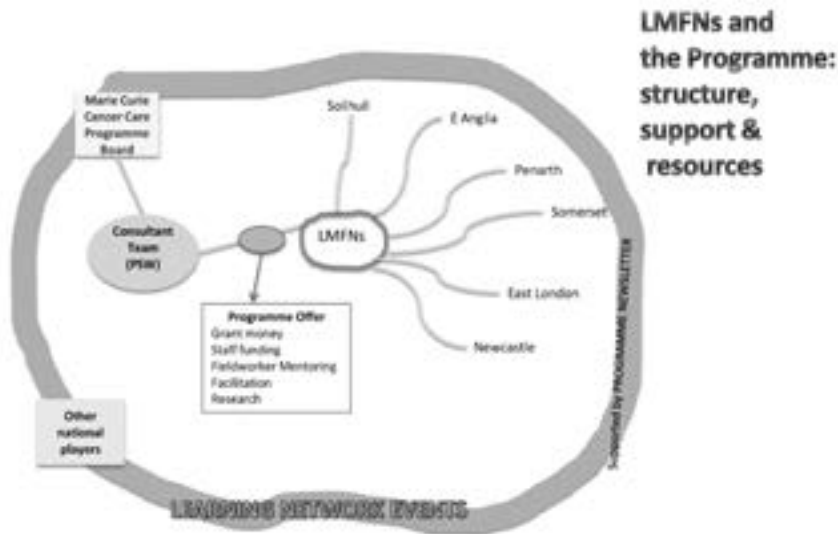 LMFNs and
the Programme:
structure,
support &
resources
Marie Curie
Cancer Care
Programme
Board
Solihull
E Anglia
Penarth
Somerset
Consultant
Team
(PSW)
LMFNs
East London
Newcastle
Programme Offer
Grant money
Staff funding
Fieldworker Mentoring
Facilitation
Research
Other
national
players
Supported by PROGRAMME NEWSLETTER
LEARNING NETWORK EVENTS